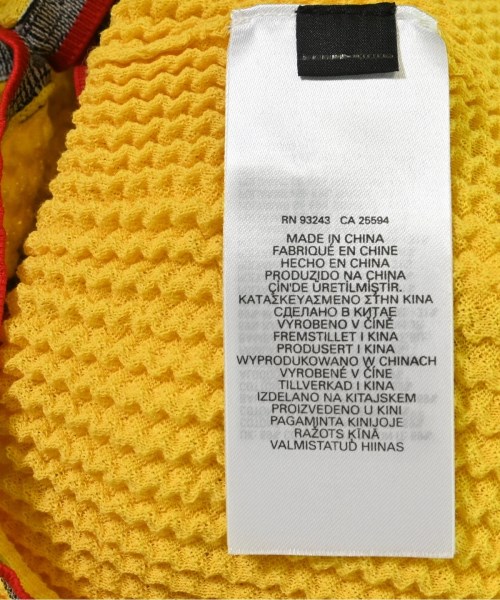 RN 93243 CA 25594
MADE IN CHINA
FABRIQUÉ EN CHINE
HECHO EN CHINA
PRODUZIDO NA CHINA
ÇİN'DE ÜRETİLMİŞTİR.
ΚΑΤΑΣΚΕΥΑΣΜΕΝΟ ΣΤΗΝ ΚΙΝΑ
СДЕЛАНО В КИТАЕ
VYROBENO V ČÍNĚ
FREMSTILLET I KINA
PRODUSERT I KINA
WYPRODUKOWANO W CHINACH
VYROBENÉ V ČÍNE
TILLVERKAD I KINA
IZDELANO NA KITAJSKEM
PROIZVEDENO U KINI
PAGAMINTA KINIJOJE
RAŽOTS ĶĪNĀ
VALMISTATUD HIINAS